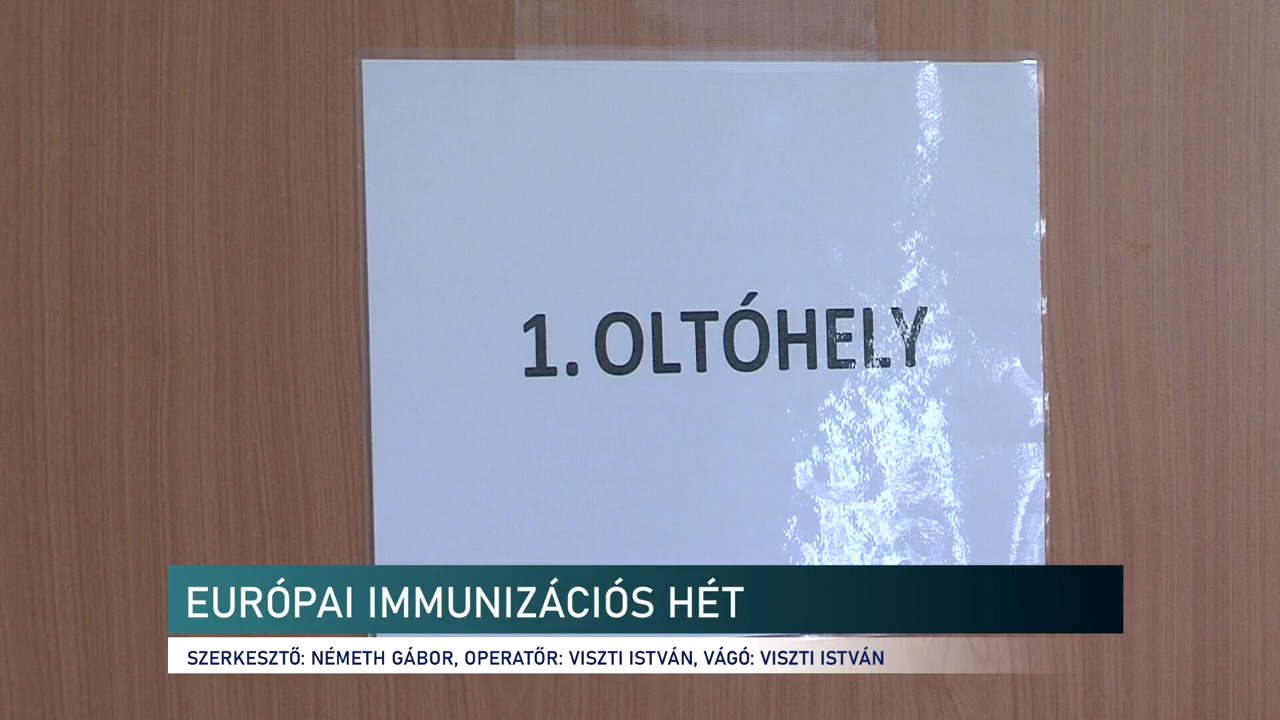 1. OLTÓHELY
EURÓPAI IMMUNIZÁCIÓS HÉT
SZERKESZTŐ: NÉMETH GÁBOR, OPERATŐR: VISZTI ISTVÁN, VÁGÓ: VISZTI ISTVÁN